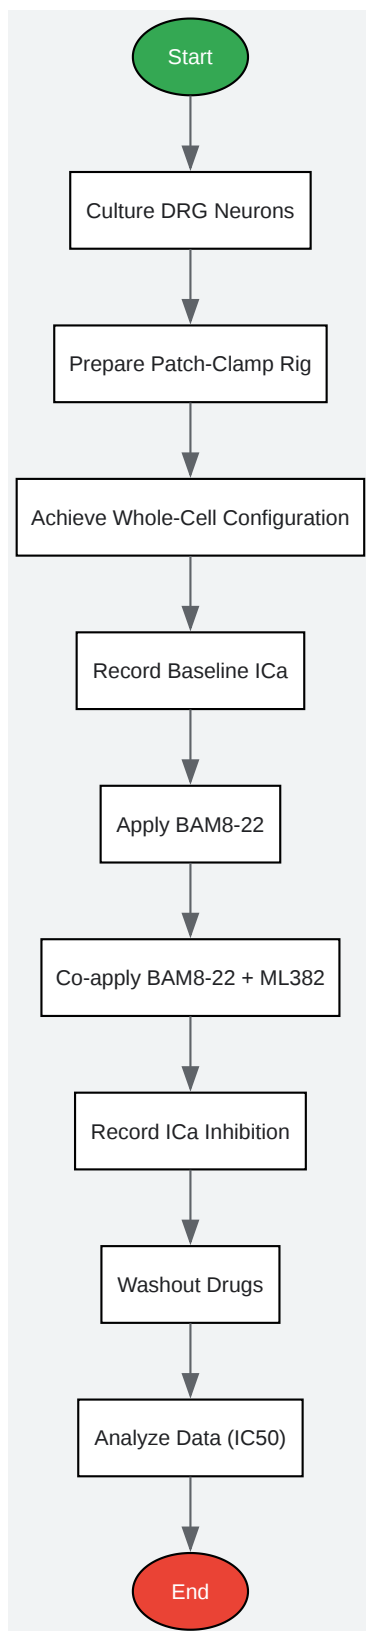 Start
Culture DRG Neurons
Prepare Patch-Clamp Rig
Achieve Whole-Cell Configuration
Record Baseline ICa
Apply BAM8-22
Co-apply BAM8-22 + ML382
Record ICa Inhibition
Washout Drugs
Analyze Data (IC50)
End